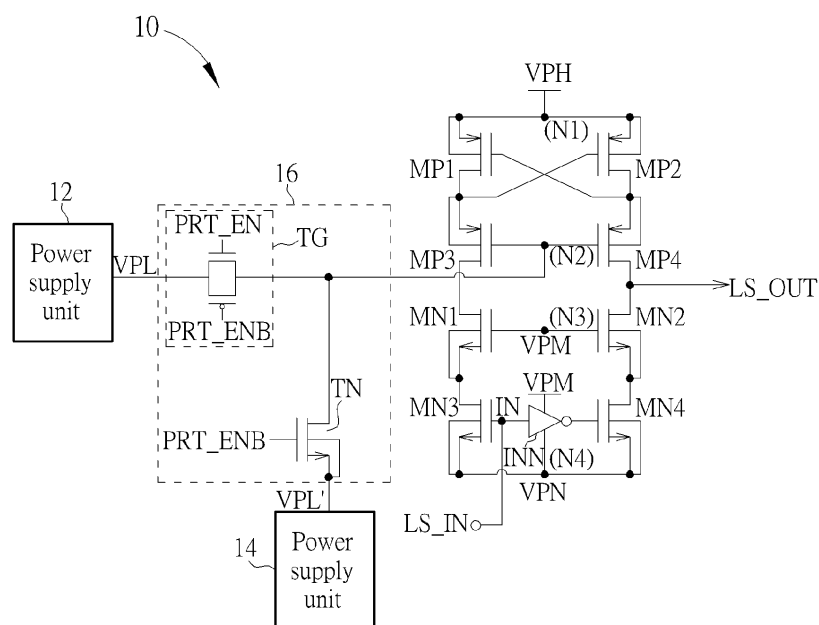 10
VPH
(N1)
MP1
MP2
16
12
PRT_EN
TG
Power
supply
unit
VPL
(N2)
MP3
MP4
LS_OUT
PRT_ENB
MN1
(N3)
MN2
VPM
TN
VPM
MN3
IN
MN4
PRT_ENB
INN
(N4)
VPN
VPL'
LS_IN
14
Power
supply
unit